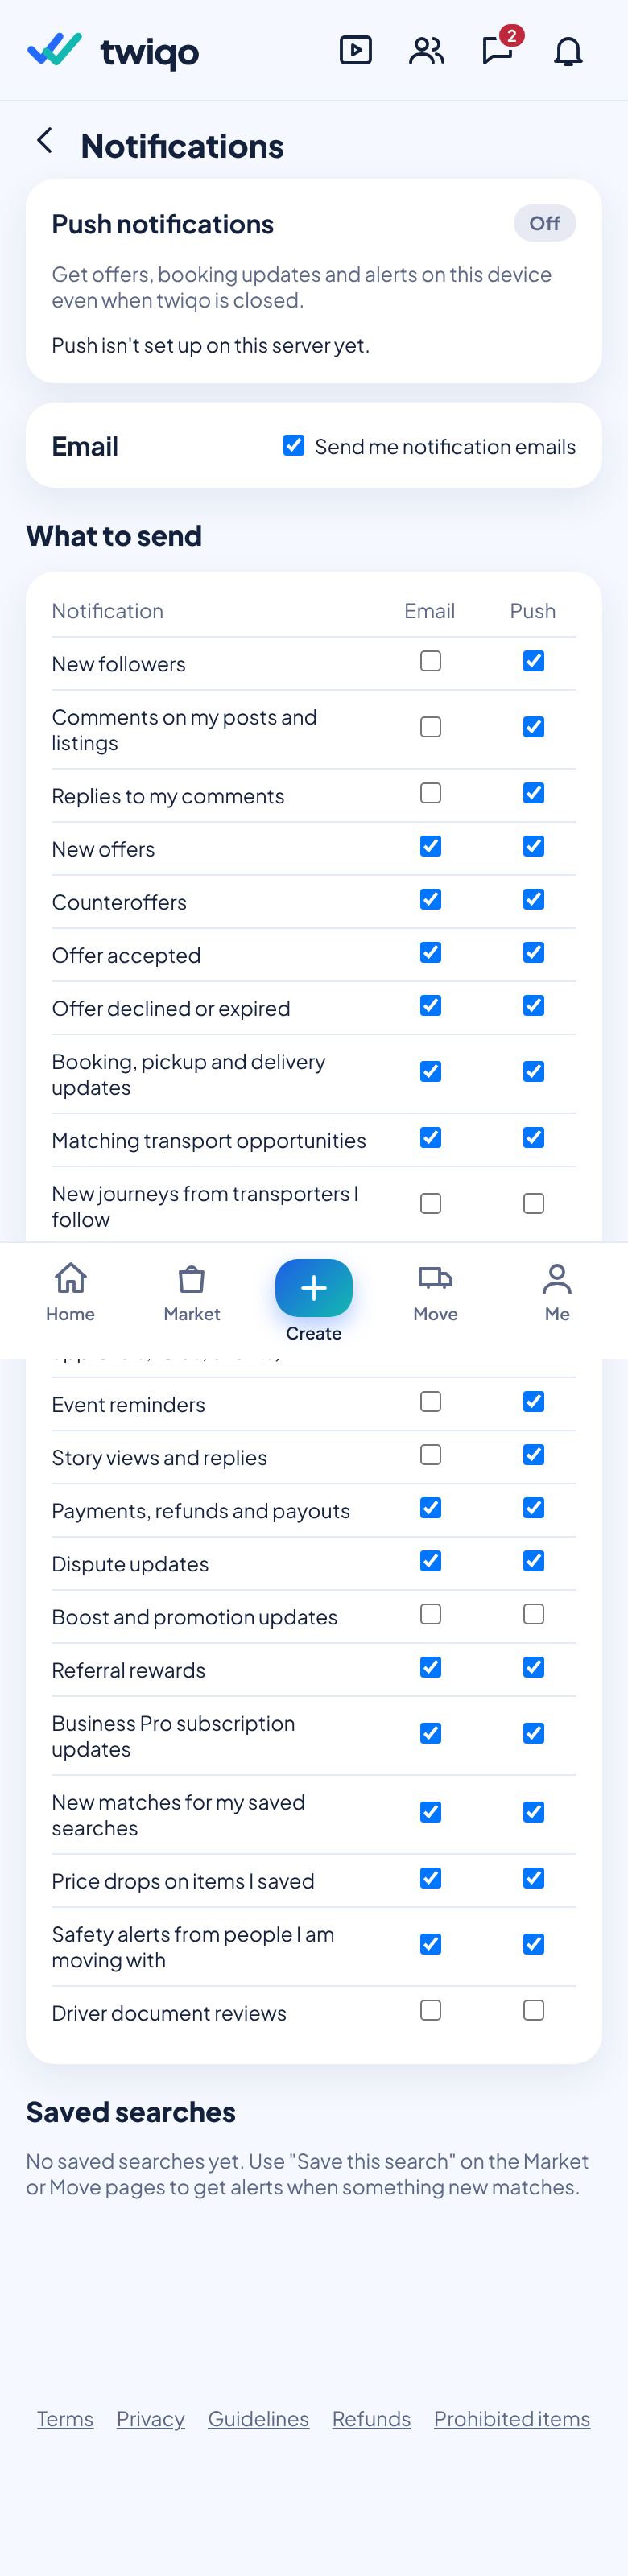 twiqo
2
Notifications
Push notifications
Off
Get offers, booking updates and alerts on this device
even when twiqo is closed.
Push isn't set up on this server yet.
Email
Send me notification emails
What to send
Notification Email Push
New followers
Comments on my posts and
listings
Replies to my comments
New offers
Counteroffers
Offer accepted
Offer declined or expired
Booking, pickup and delivery
updates
Matching transport opportunities
New journeys from transporters I
follow
Home Market Create Move Me
Event reminders
Story views and replies
Payments, refunds and payouts
Dispute updates
Boost and promotion updates
Referral rewards
Business Pro subscription
updates
New matches for my saved
searches
Price drops on items I saved
Safety alerts from people I am
moving with
Driver document reviews
Saved searches
No saved searches yet. Use "Save this search" on the Market
or Move pages to get alerts when something new matches.
Terms Privacy Guidelines Refunds Prohibited items